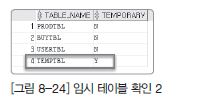 TABLE_NAME TEMPORARY
1 PRODTBL N
2 BUYTBL N
3 USERTBL N
4 TEMPTBL Y
[그림 8-24] 임시 테이블 확인 2